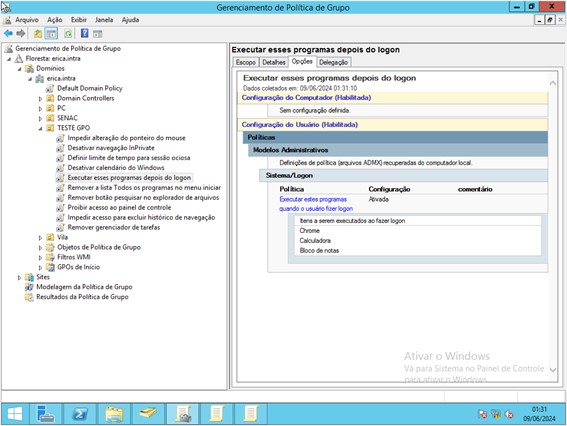 Gerenciamento de Política de Grupo
Arquivo Ação Exibir Janela Ajuda
Gerenciamento de Política de Grupo
Floresta: erica.intra
Domínios
erica.intra
Default Domain Policy
Domain Controllers
PC
SENAC
TESTE GPO
Impedir alteração do ponteiro do mouse
Desativar navegação InPrivate
Definir limite de tempo para sessão ociosa
Desativar calendário do Windows
Executar esses programas depois do logon
Remover a lista Todos os programas no menu iniciar
Remover botão pesquisar no explorador de arquivos
Proibir acesso ao painel de controle
Impedir acesso para excluir histórico de navegação
Remover gerenciador de tarefas
Vila
Objetos de Política de Grupo
Filtros WMI
GPOs de Início
Sites
Modelagem da Política de Grupo
Resultados da Política de Grupo
Executar esses programas depois do logon
Escopo Detalhes Opções Delegação
Executar esses programas depois do logon
Dados coletados em: 09/06/2024 01:31:10
Configuração do Computador (Habilitada)
Sem configuração definida.
Configuração do Usuário (Habilitada)
Políticas
Modelos Administrativos
Definições de política (arquivos ADMX) recuperadas do computador local.
Sistema/Logon
Política Configuração comentário
Executar estes programas Ativada
quando o usuário fizer logon
Itens a serem executados ao fazer logon
Chrome
Calculadora
Bloco de notas
Ativar o Windows
Vá para Sistema no Painel de Controle
para ativar o Windows.
01:31
09/06/2024